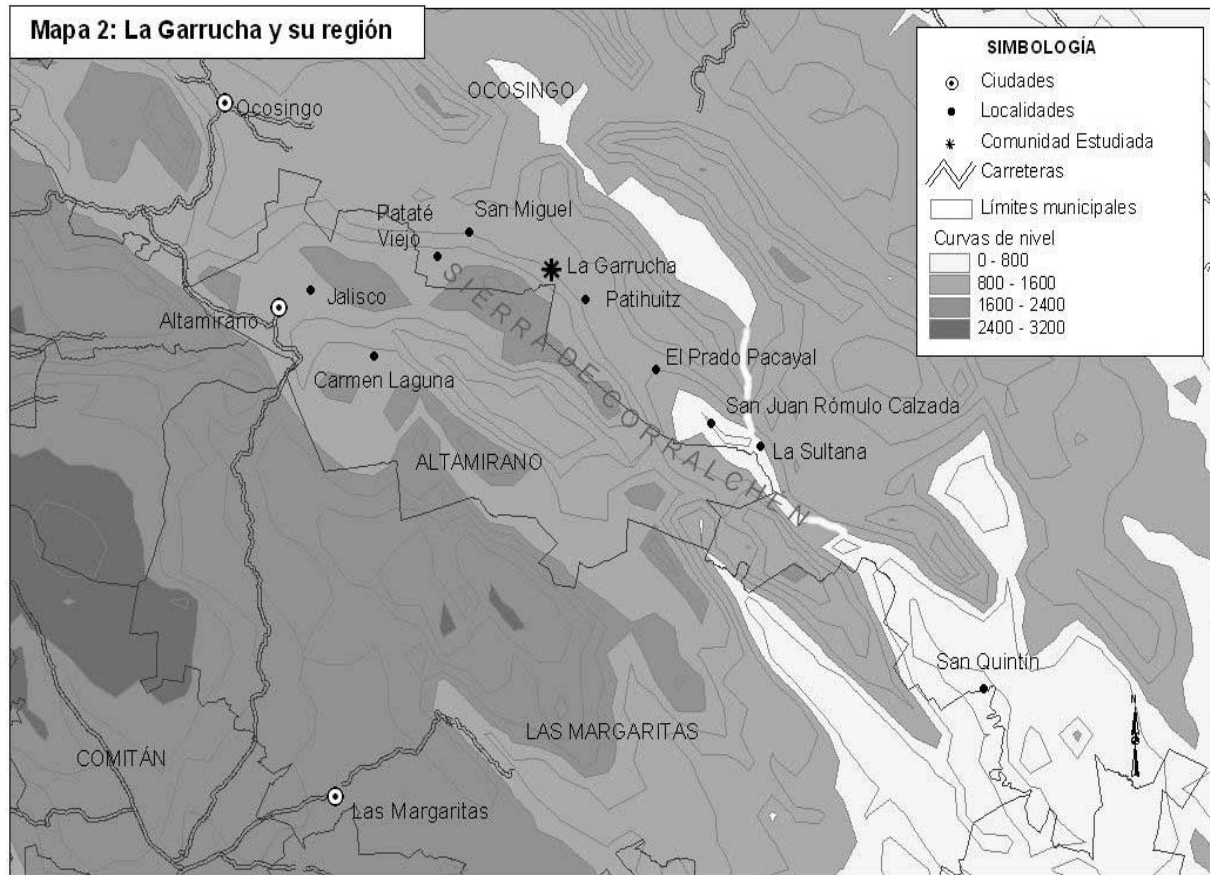 Mapa 2: La Garrucha y su región
SIMBOLOGÍA
Ciudades
Localidades
Comunidad Estudiada
Carreteras
Límites municipales
Curvas de nivel
0 - 800
800 - 1600
1600 - 2400
2400 - 3200
OCOSINGO
Ocosingo
San Miguel
Pataté
Viejo
La Garrucha
Patihuitz
Jalisco
Altamirano
Carmen Laguna
El Prado Pacayal
San Juan Rómulo Calzada
La Sultana
SIERRA DE CORRALCHEN
ALTAMIRANO
San Quintín
N
LAS MARGARITAS
COMITÁN
Las Margaritas